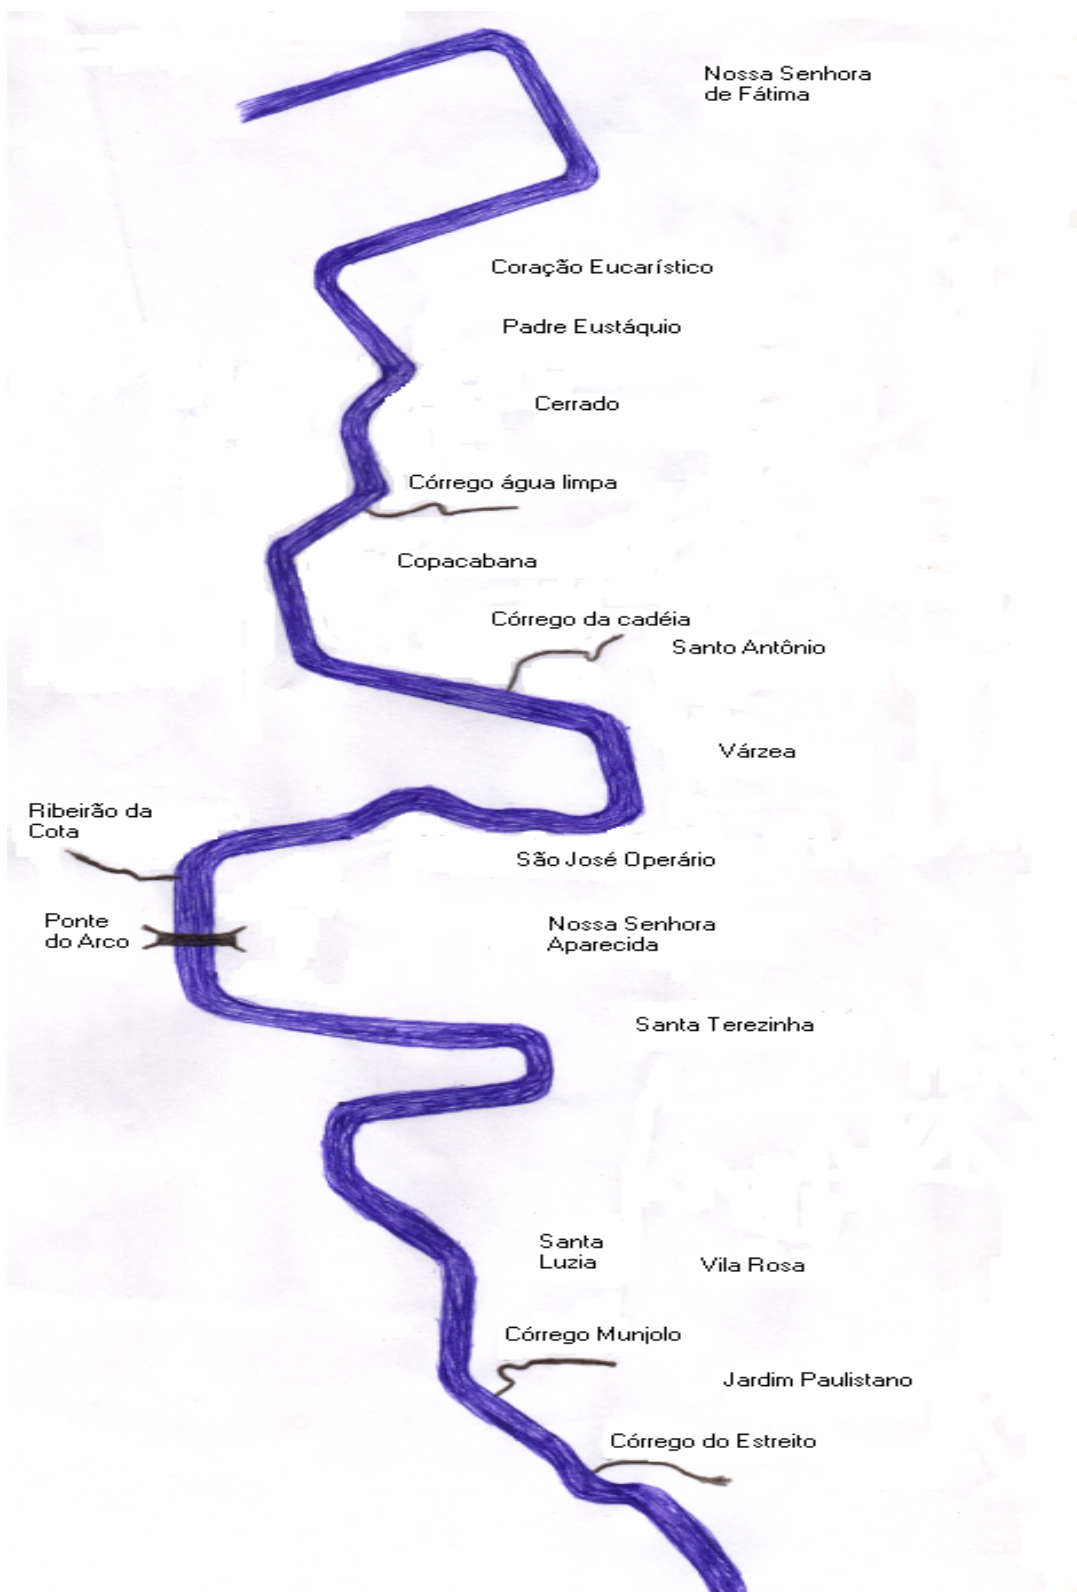 Nossa Senhora
de Fátima
Coração Eucarístico
Padre Eustáquio
Cerrado
Córrego água limpa
Copacabana
Córrego da cadéia
Santo Antônio
Várzea
Ribeirão da
Cota
São José Operário
Ponte
do Arco
Nossa Senhora
Aparecida
Santa Terezinha
Santa
Luzia
Vila Rosa
Córrego Munjolo
Jardim Paulistano
Córrego do Estreito